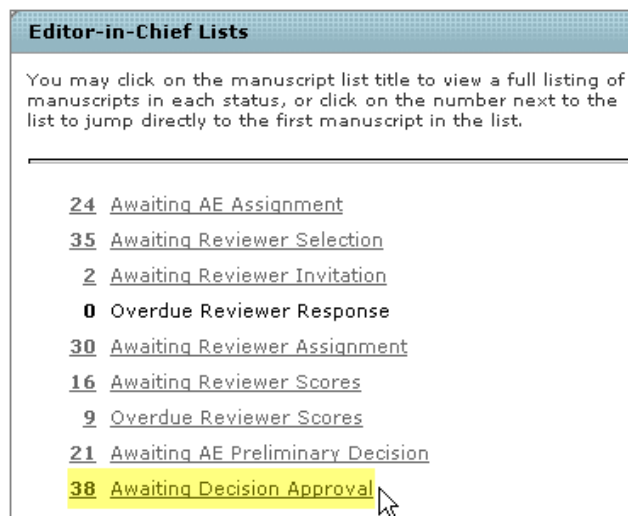 Editor-in-Chief Lists
You may click on the manuscript list title to view a full listing of
manuscripts in each status, or click on the number next to the
list to jump directly to the first manuscript in the list.
24 Awaiting AE Assignment
35 Awaiting Reviewer Selection
2 Awaiting Reviewer Invitation
0 Overdue Reviewer Response
30 Awaiting Reviewer Assignment
16 Awaiting Reviewer Scores
9 Overdue Reviewer Scores
21 Awaiting AE Preliminary Decision
38 Awaiting Decision Approval